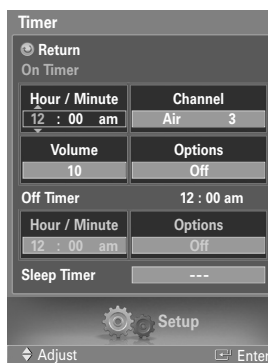 Timer
Return
On Timer
Hour / Minute Channel
12 : 00 am Air 3
Volume Options
10 Off
Off Timer 12 : 00 am
Hour / Minute Options
12 : 00 am Off
Sleep Timer ---
Setup
Adjust Enter